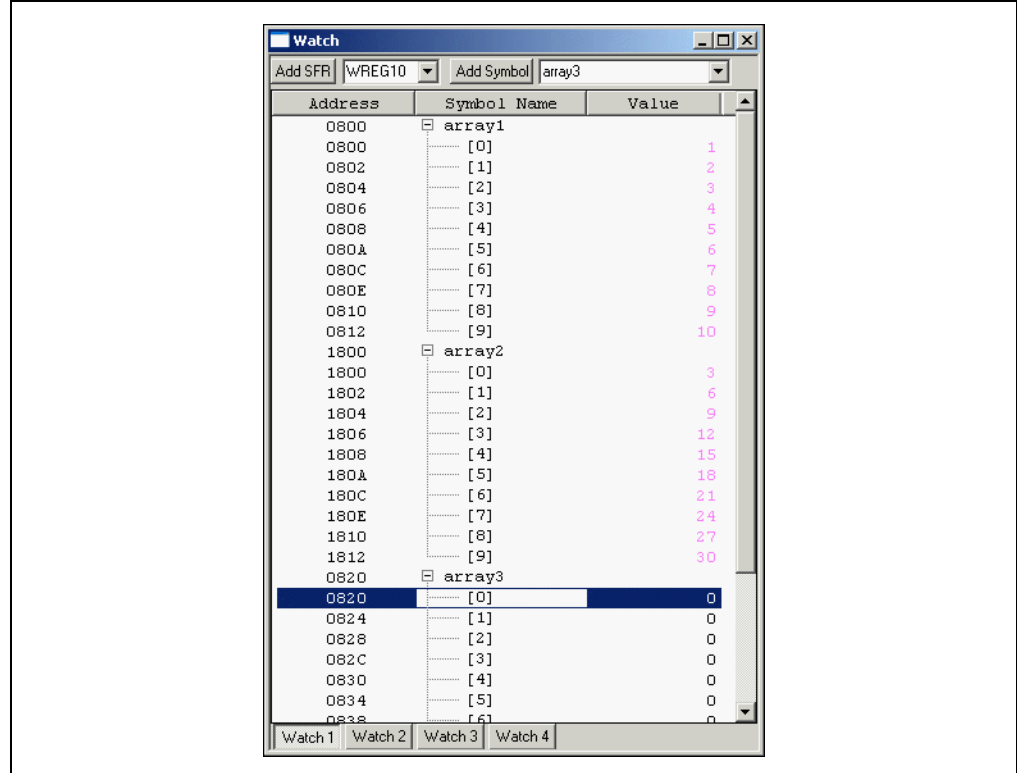 Watch
Add SFR WREG10 Add Symbol array3
Address Symbol Name Value
0800 array1
0800 [0] 1
0802 [1] 2
0804 [2] 3
0806 [3] 4
0808 [4] 5
080A [5] 6
080C [6] 7
080E [7] 8
0810 [8] 9
0812 [9] 10
1800 array2
1800 [0] 3
1802 [1] 6
1804 [2] 9
1806 [3] 12
1808 [4] 15
180A [5] 18
180C [6] 21
180E [7] 24
1810 [8] 27
1812 [9] 30
0820 array3
0820 [0] 0
0824 [1] 0
0828 [2] 0
082C [3] 0
0830 [4] 0
0834 [5] 0
0838 [6] 0
Watch 1 Watch 2 Watch 3 Watch 4